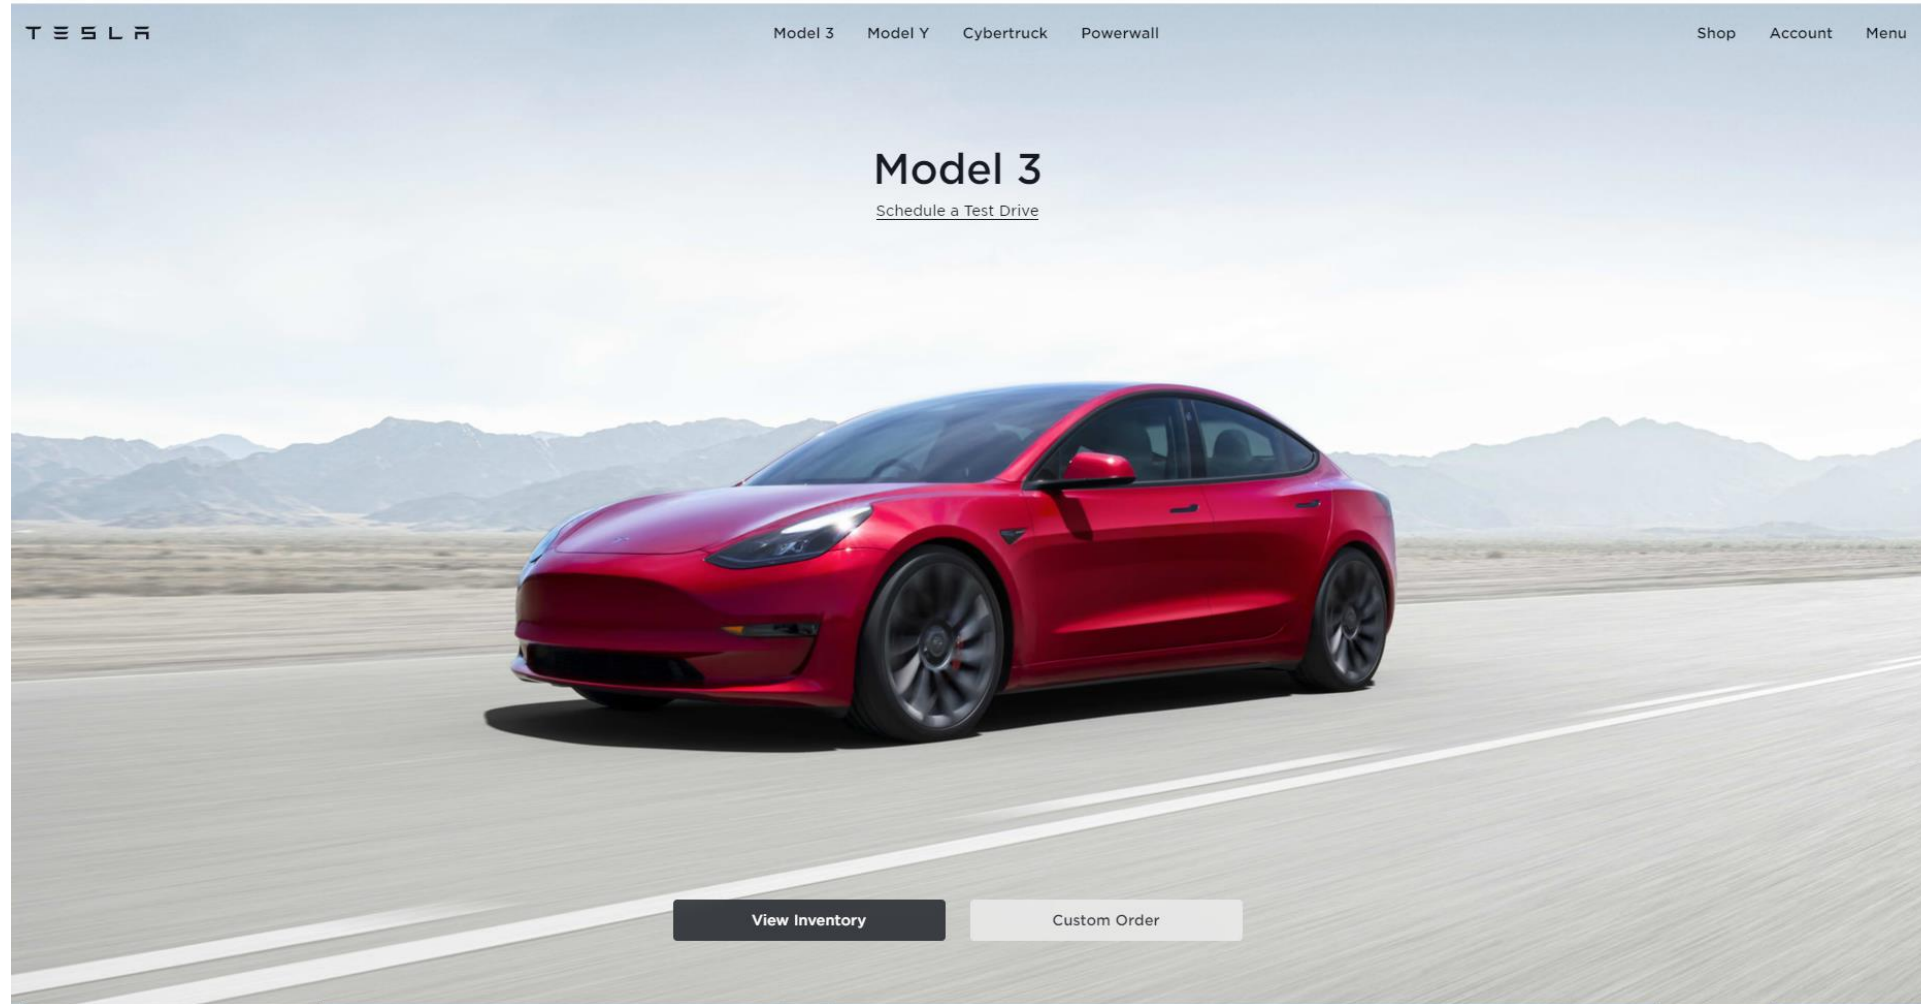 TESLA
Model 3 Model Y Cybertruck Powerwall
Shop Account Menu
Model 3
Schedule a Test Drive
View Inventory
Custom Order